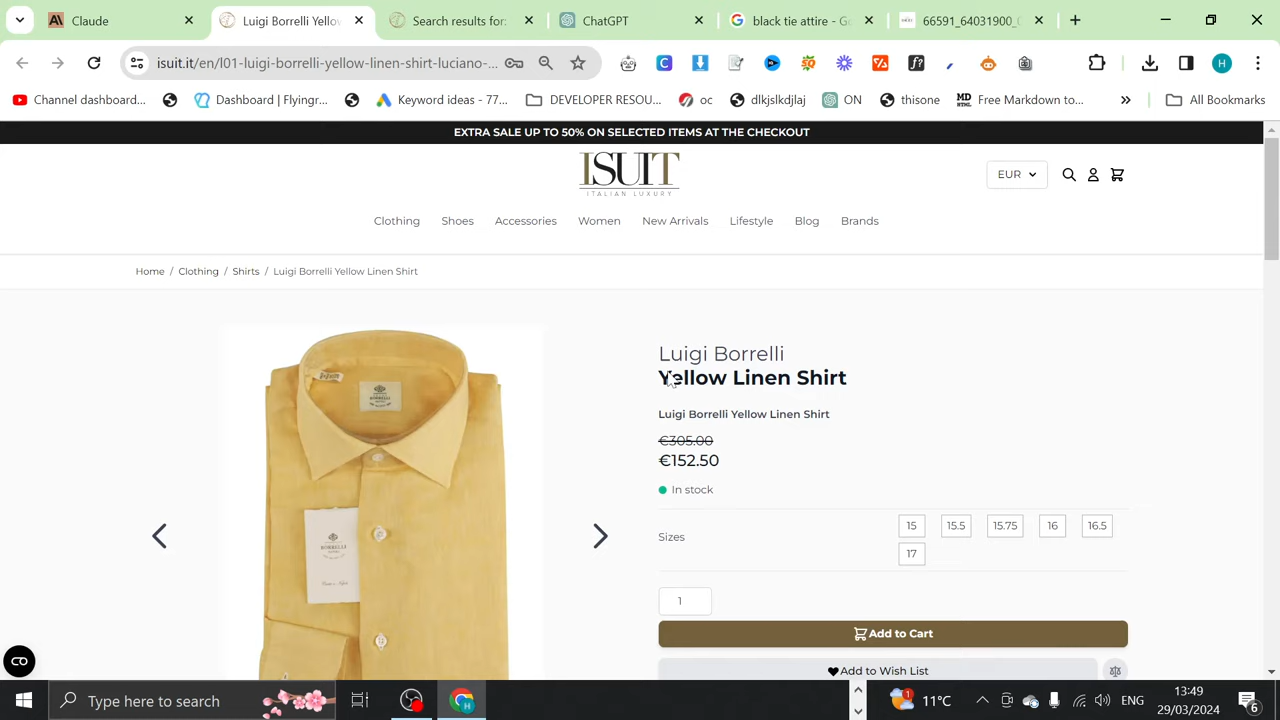 Claude
Luigi Borrelli Yellow
Search results for:
ChatGPT
black tie attire - Go
66591_64031900_
isuit.it/en/l01-luigi-borrelli-yellow-linen-shirt-luciano-...
Channel dashboard...
Dashboard | Flyingr...
Keyword ideas - 77...
DEVELOPER RESOU...
oc
dlkjslkdjlaj
ON
thisone
Free Markdown to...
All Bookmarks
EXTRA SALE UP TO 50% ON SELECTED ITEMS AT THE CHECKOUT
ISUIT
ITALIAN LUXURY
EUR
Clothing Shoes Accessories Women New Arrivals Lifestyle Blog Brands
Home / Clothing / Shirts / Luigi Borrelli Yellow Linen Shirt
Luigi Borrelli
Yellow Linen Shirt
Luigi Borrelli Yellow Linen Shirt
€305.00
€152.50
In stock
Sizes
15 15.5 15.75 16 16.5
17
1
Add to Cart
Add to Wish List
BORRELLI
Type here to search
11°C
ENG
13:49
29/03/2024
6